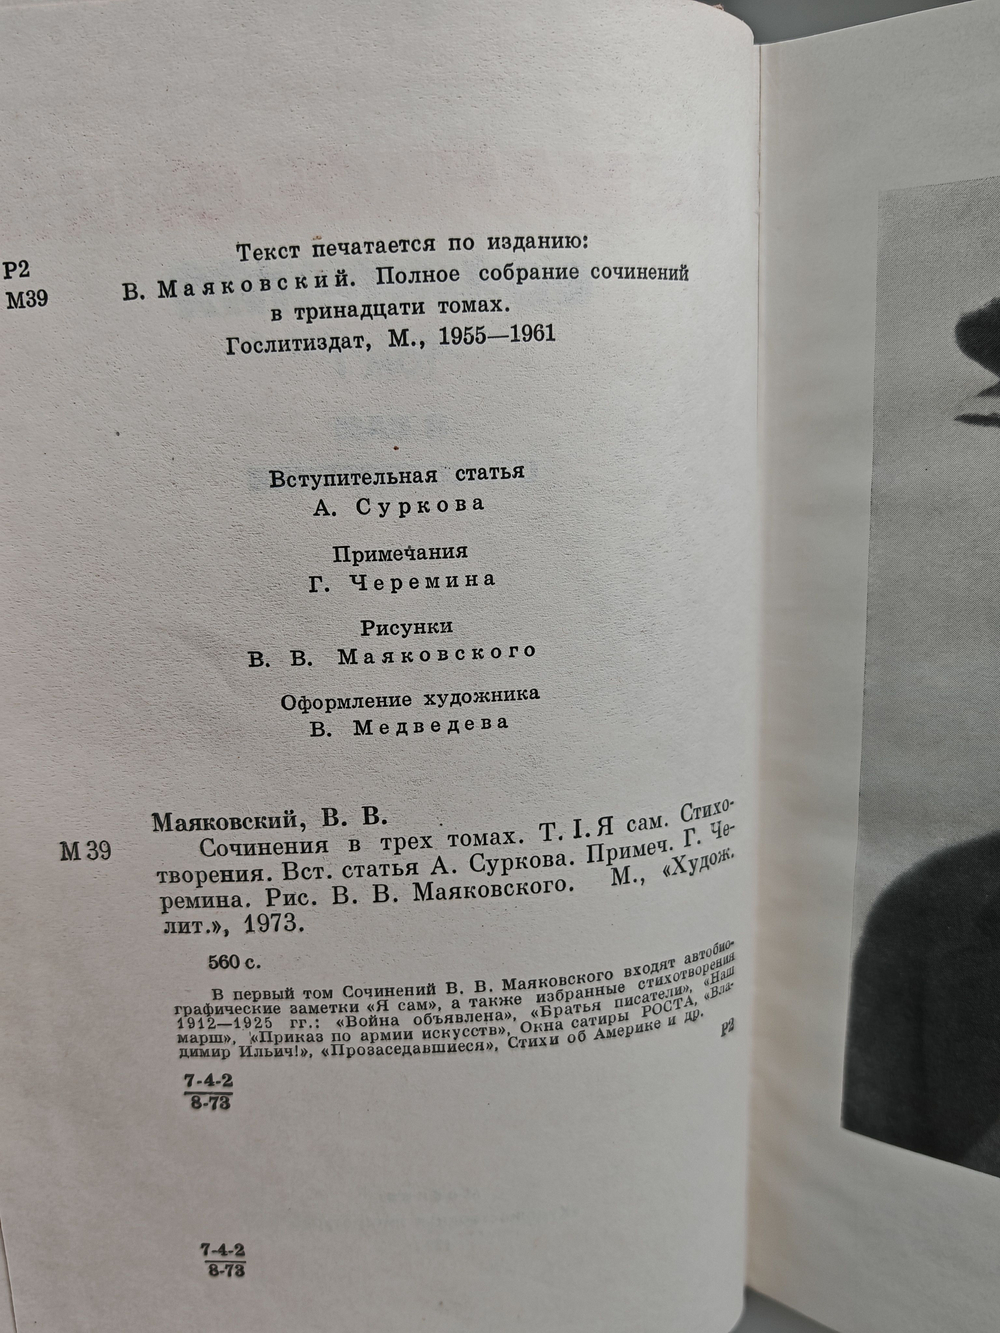 Р2
М39
Текст печатается по изданию:
В. Маяковский. Полное собрание сочинений
в тринадцати томах.
Гослитиздат, М., 1955—1961
Вступительная статья
А. Суркова
Примечания
Г. Черемина
Рисунки
В. В. Маяковского
Оформление художника
В. Медведева
Маяковский, В. В.
М 39 Сочинения в трех томах. Т. I. Я сам. Стихо-
творения. Вст. статья А. Суркова. Примеч. Г. Че-
ремина. Рис. В. В. Маяковского. М., «Худож.
лит.», 1973.
560 с.
В первый том Сочинений В. В. Маяковского входят автобио-
графические заметки «Я сам», а также избранные стихотворения
1912—1925 гг.: «Война объявлена», «Братья писатели», «Наш
марш», «Приказ по армии искусств», Окна сатиры РОСТА, «Вла-
димир Ильич!», «Прозаседавшиеся», Стихи об Америке и др.
Р2
7-4-2
8-73
7-4-2
8-73